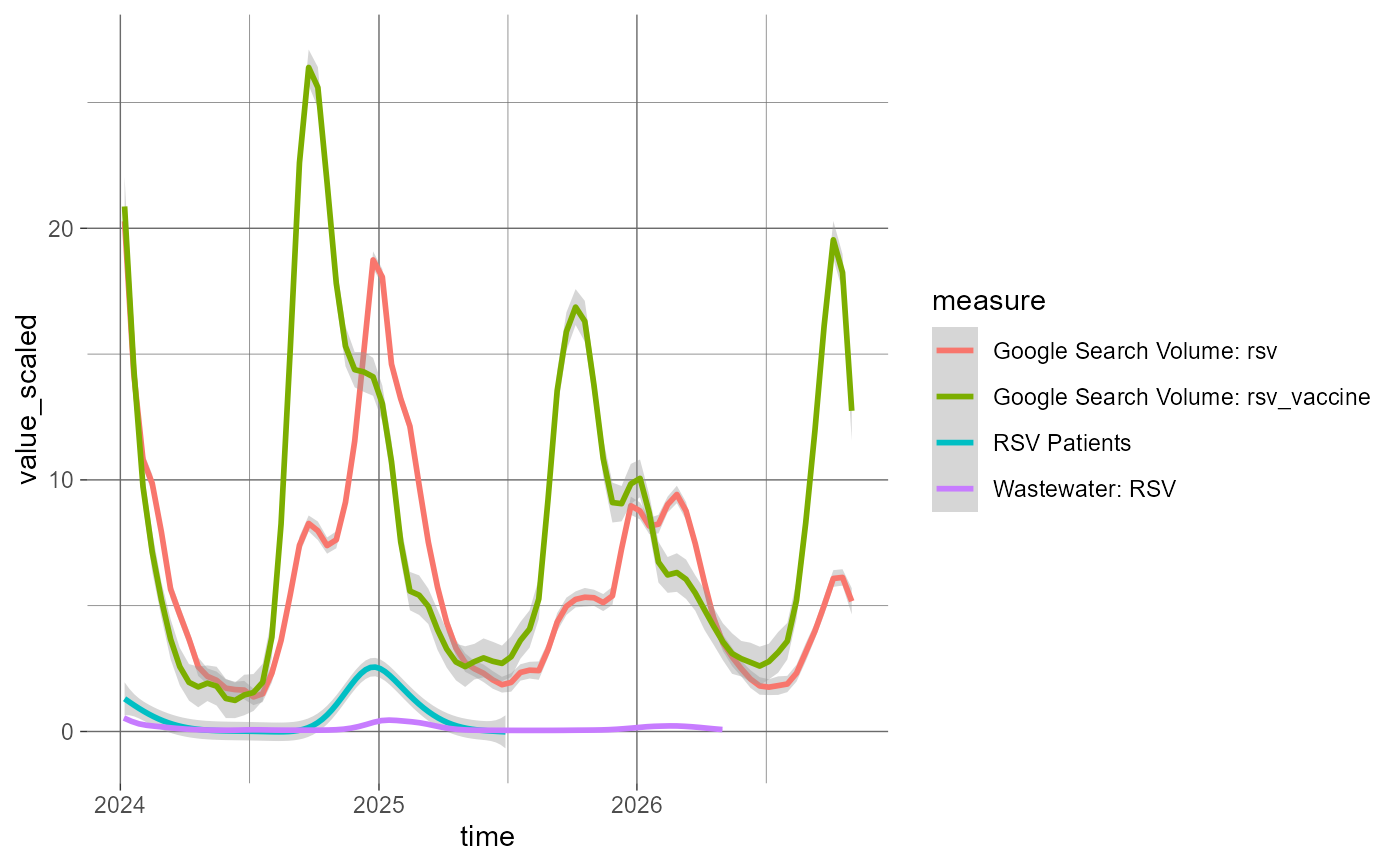 value_scaled
20
10
0
2024
2025
2026
time
measure
Google Search Volume: rsv
Google Search Volume: rsv_vaccine
RSV Patients
Wastewater: RSV